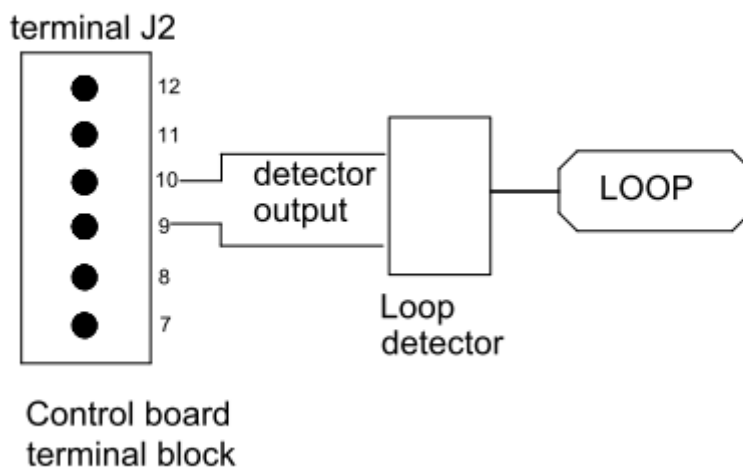 terminal J2
12
11
10
9
8
7
detector
output
LOOP
Loop
detector
Control board
terminal block